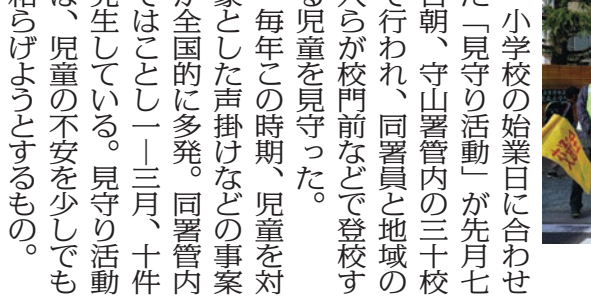 小学校の始業日に合わせ
た「見守り活動」が先月七
日朝、守山署管内の三十校
で行われ、同署員と地域の
人らが校門前などで登校す
る児童を見守った。
毎年この時期、児童を対
象とした声掛けなどの事案
が全国的に多発。同署管内
ではことし一―三月、十件
発生している。見守り活動
は、児童の不安を少しでも
和らげようとするもの。